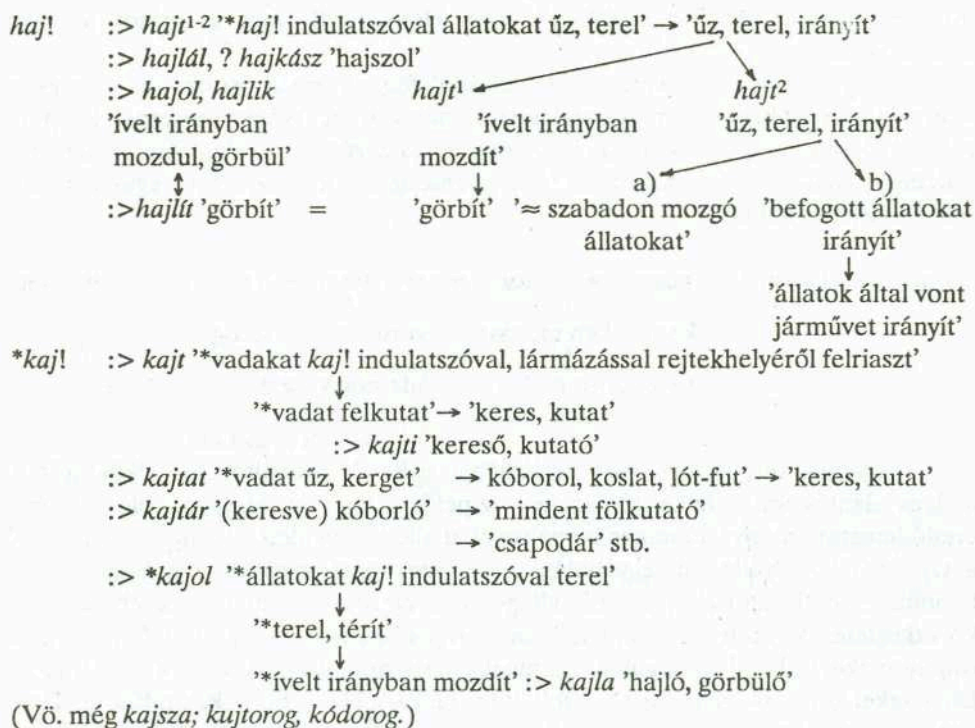 haj! :> hajt¹⁻² '*haj! indulatszóval állatokat űz, terel' → 'űz, terel, irányít'
:> hajlál, ? hajkász 'hajszol'
:> hajol, hajlik hajt¹ hajt²
'ívelt irányban 'ívelt irányban 'űz, terel, irányít'
mozdul, görbül' mozdít'
↕ ↓ a) b)
:>hajlít 'görbít' = 'görbít' '≈ szabadon mozgó 'befogott állatokat
állatokat' irányít'
↓
'állatok által vont
járművet irányít'
*kaj! :> kajt '*vadakat kaj! indulatszóval, lármázással rejtekhelyéről felriaszt'
↓
'*vadat felkutat'→ 'keres, kutat'
:> kajti 'kereső, kutató'
:> kajtat '*vadat űz, kerget' → kóborol, koslat, lót-fut' → 'keres, kutat'
:> kajtár '(keresve) kóborló' → 'mindent fölkutató'
→ 'csapodár' stb.
:> *kajol '*állatokat kaj! indulatszóval terel'
↓
'*terel, térít'
↓
'*ívelt irányban mozdít' :> kajla 'hajló, görbülő'
(Vö. még kajsza; kujtorog, kódorog.)